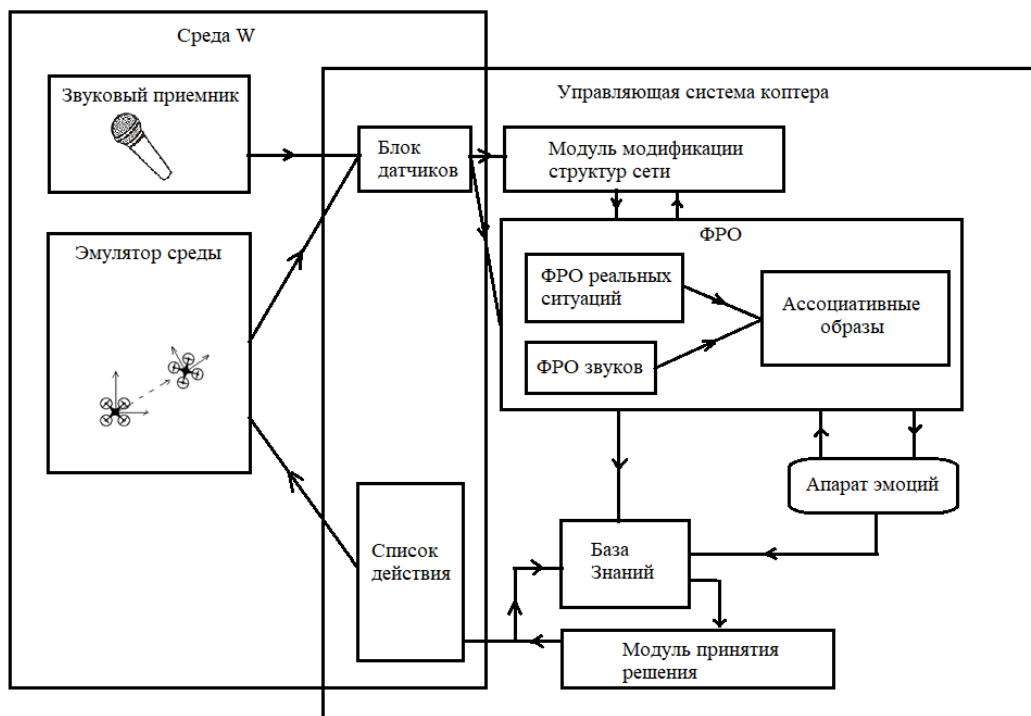 Среда W
Звуковый приемник
Эмулятор среды
Управляющая система коптера
Блок
датчиков
Модуль модификации
структур сети
ФРО
ФРО реальных
ситуаций
ФРО звуков
Ассоциативные
образы
Апарат эмоций
База
Знаний
Список
действия
Модуль принятия
решения